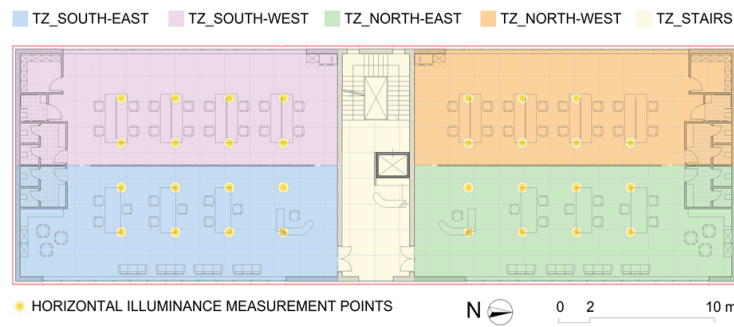 TZ_SOUTH-EAST TZ_SOUTH-WEST TZ_NORTH-EAST TZ_NORTH-WEST TZ_STAIRS
HORIZONTAL ILLUMINANCE MEASUREMENT POINTS N 0 2 10 m